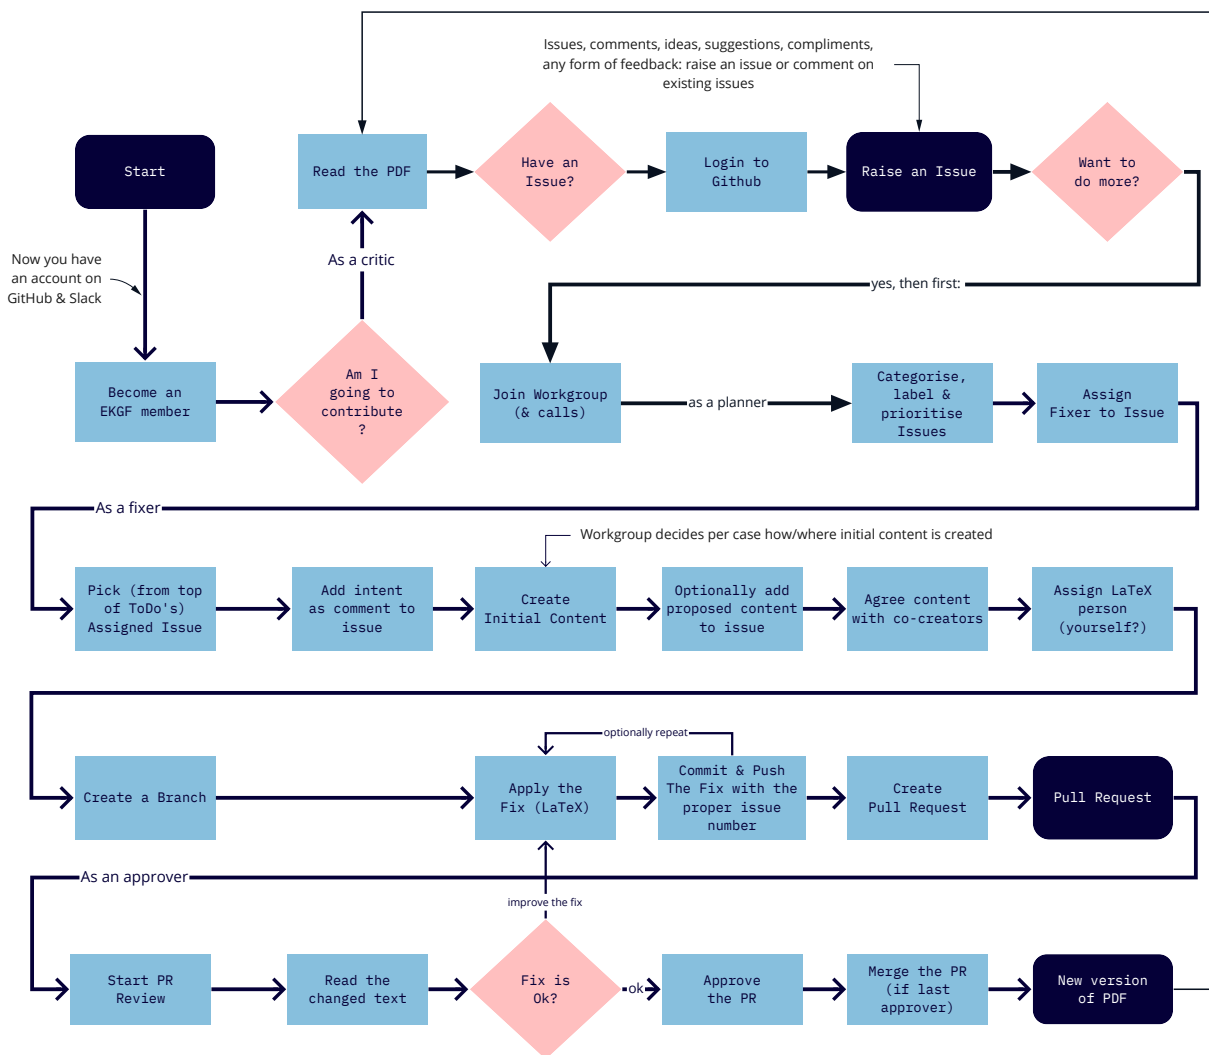 Issues, comments, ideas, suggestions, compliments,
any form of feedback: raise an issue or comment on
existing issues
Start
Read the PDF
Have an
Issue?
Login to
Github
Raise an Issue
Want to
do more?
Now you have
an account on
GitHub & Slack
As a critic
yes, then first:
Become an
EKGF member
Am I
going to
contribute
?
Join Workgroup
(& calls)
as a planner
Categorise,
label &
prioritise
Issues
Assign
Fixer to Issue
As a fixer
Workgroup decides per case how/where initial content is created
Pick (from top
of ToDo's)
Assigned Issue
Add intent
as comment to
issue
Create
Initial Content
Optionally add
proposed content
to issue
Agree content
with co-creators
Assign LaTeX
person
(yourself?)
optionally repeat
Create a Branch
Apply the
Fix (LaTeX)
Commit & Push
The Fix with the
proper issue
number
Create
Pull Request
Pull Request
As an approver
improve the fix
Start PR
Review
Read the
changed text
Fix is
Ok?
ok
Approve
the PR
Merge the PR
(if last
approver)
New version
of PDF